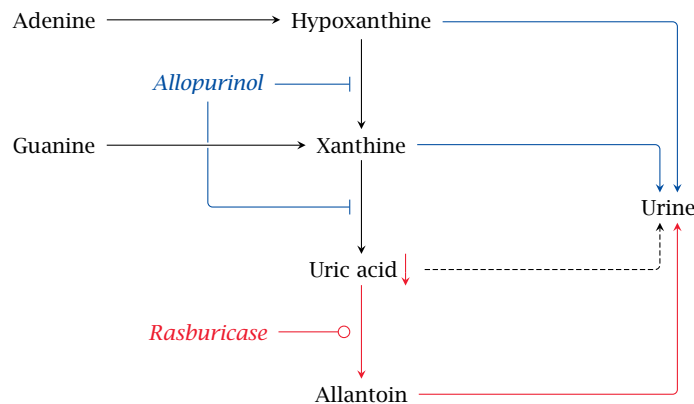 Adenine
Hypoxanthine
Allopurinol
Guanine
Xanthine
Urine
Uric acid
Rasburicase
Allantoin